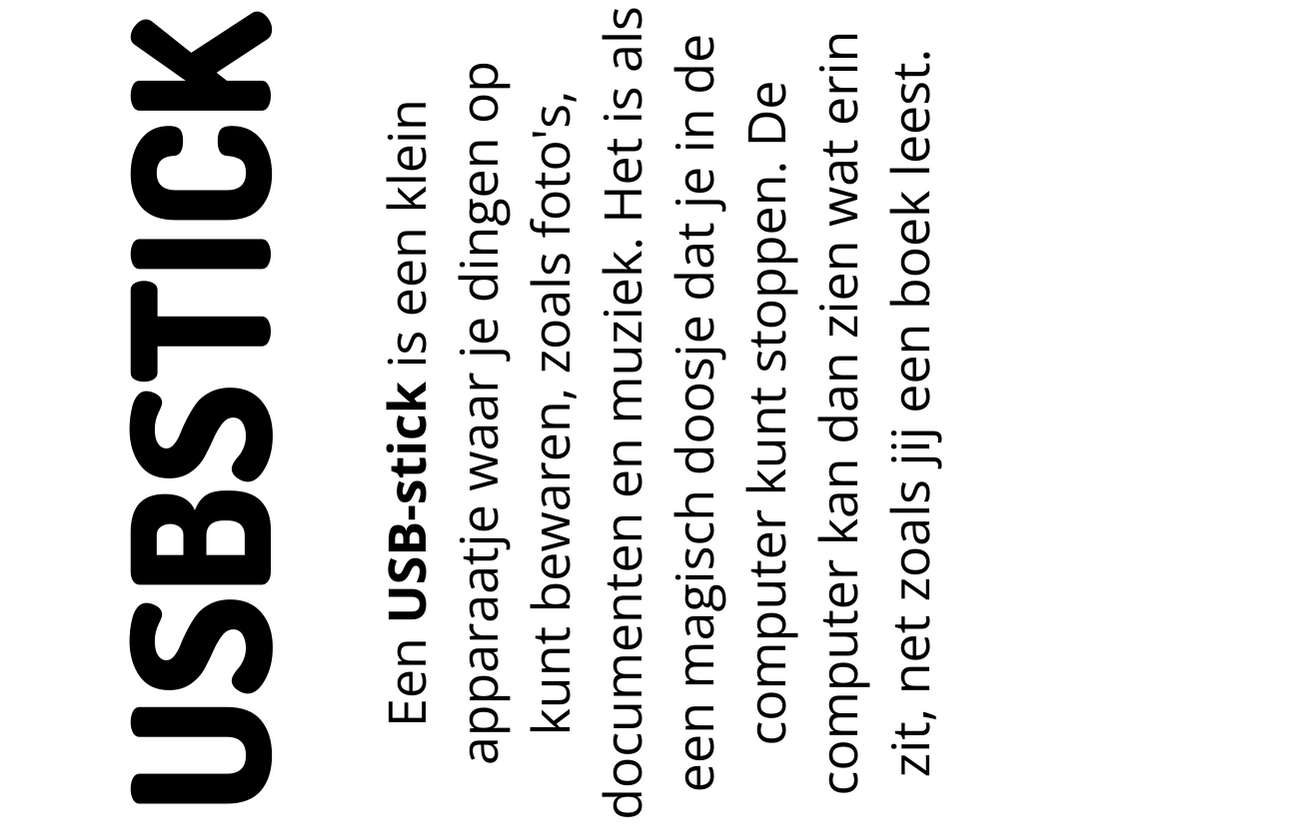 USBSTICK
Een USB-stick is een klein
apparaatje waar je dingen op
kunt bewaren, zoals foto's,
documenten en muziek. Het is als
een magisch doosje dat je in de
computer kunt stoppen. De
computer kan dan zien wat erin
zit, net zoals jij een boek leest.